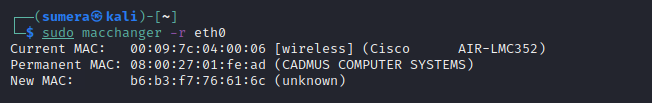 ┌──(sumera㉿kali)-[~]
└─$ sudo macchanger -r eth0
Current MAC:   00:09:7c:04:00:06 [wireless] (Cisco      AIR-LMC352)
Permanent MAC: 08:00:27:01:fe:ad (CADMUS COMPUTER SYSTEMS)
New MAC:       b6:b3:f7:76:61:6c (unknown)